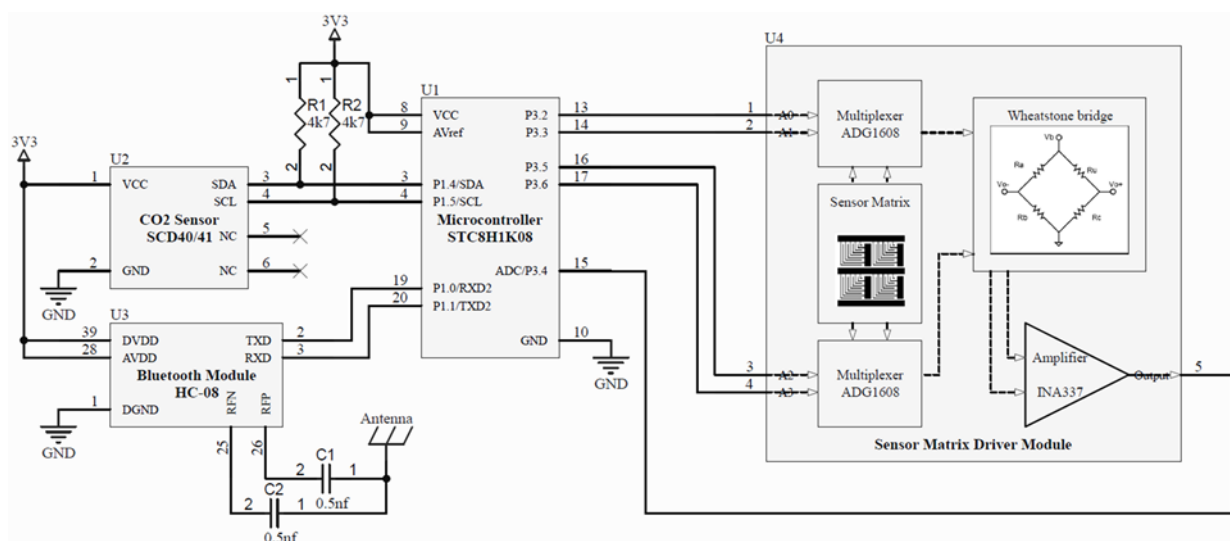 3V3
U4
U1
1
1
R1
4k7
R2
4k7
2
2
8
VCC
9
AVref
P3.2
13
P3.3
14
P3.5
16
P3.6
17
3
P1.4/SDA
4
P1.5/SCL
Microcontroller
STC8H1K08
ADC/P3.4
15
19
P1.0/RXD2
20
P1.1/TXD2
GND
10
GND
3V3
U2
1
VCC
SDA
3
SCL
4
CO2 Sensor
SCD40/41
NC
5
2
GND
NC
6
GND
U3
39
DVDD
TXD
2
28
AVDD
RXD
3
Bluetooth Module
HC-08
1
DGND
RFN
RFP
GND
25
26
Antenna
2
C1
1
0.5nf
2
C2
1
0.5nf
1
A0
2
A1
Multiplexer
ADG1608
Wheatstone bridge
Vb
Ra
Ru
Vo-
Vo+
Rb
Rc
Sensor Matrix
3
A2
4
A3
Multiplexer
ADG1608
Amplifier
INA337
Output
5
Sensor Matrix Driver Module